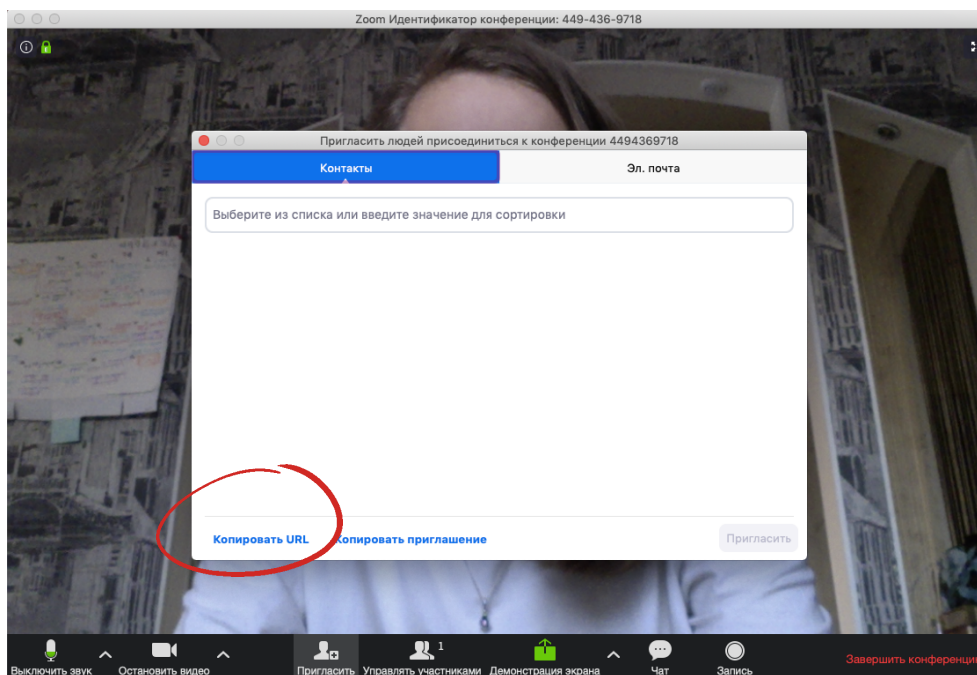 Zoom Идентификатор конференции: 449-436-9718
Пригласить людей присоединиться к конференции 4494369718
Контакты
Эл. почта
Выберите из списка или введите значение для сортировки
Копировать URL
опировать приглашение
Пригласить
1
Выключить звук
Остановить видео
Пригласить
Управлять участниками
Демонстрация экрана
Чат
Запись
Завершить конференци